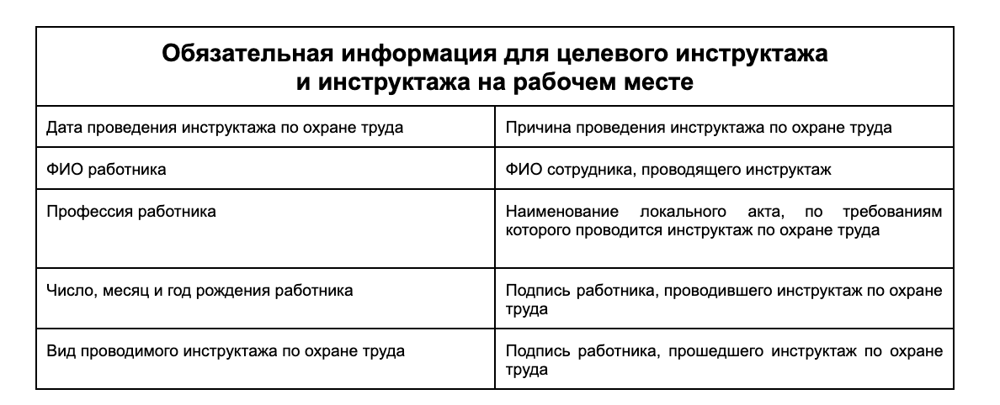 Обязательная информация для целевого инструктажа
и инструктажа на рабочем месте
Дата проведения инструктажа по охране труда
Причина проведения инструктажа по охране труда
ФИО работника
ФИО сотрудника, проводящего инструктаж
Профессия работника
Наименование локального акта, по требованиям
которого проводится инструктаж по охране труда
Число, месяц и год рождения работника
Подпись работника, проводившего инструктаж по охране
труда
Вид проводимого инструктажа по охране труда
Подпись работника, прошедшего инструктаж по охране
труда